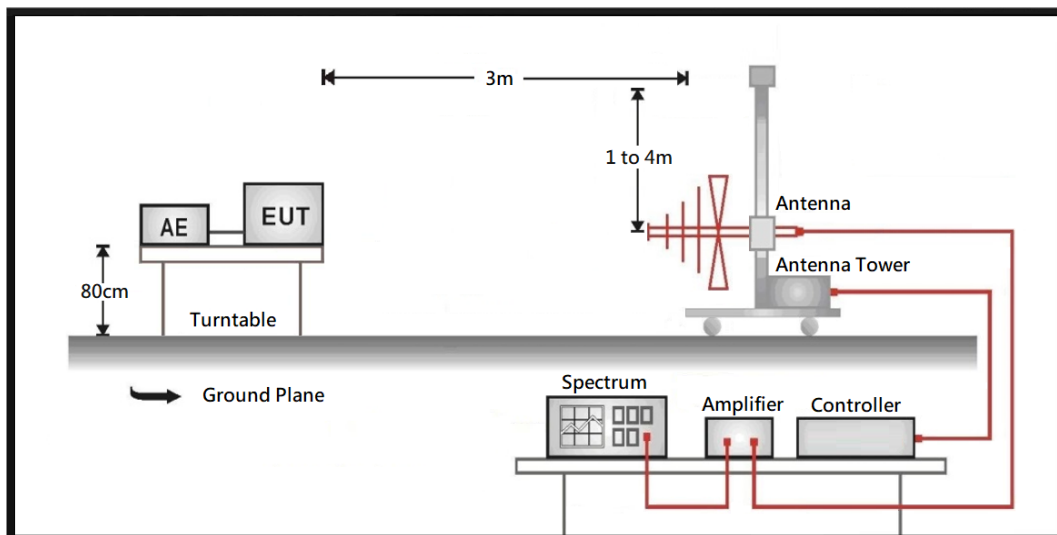 3m
1 to 4m
Antenna
AE
EUT
Antenna Tower
80cm
Turntable
Ground Plane
Spectrum
Amplifier
Controller